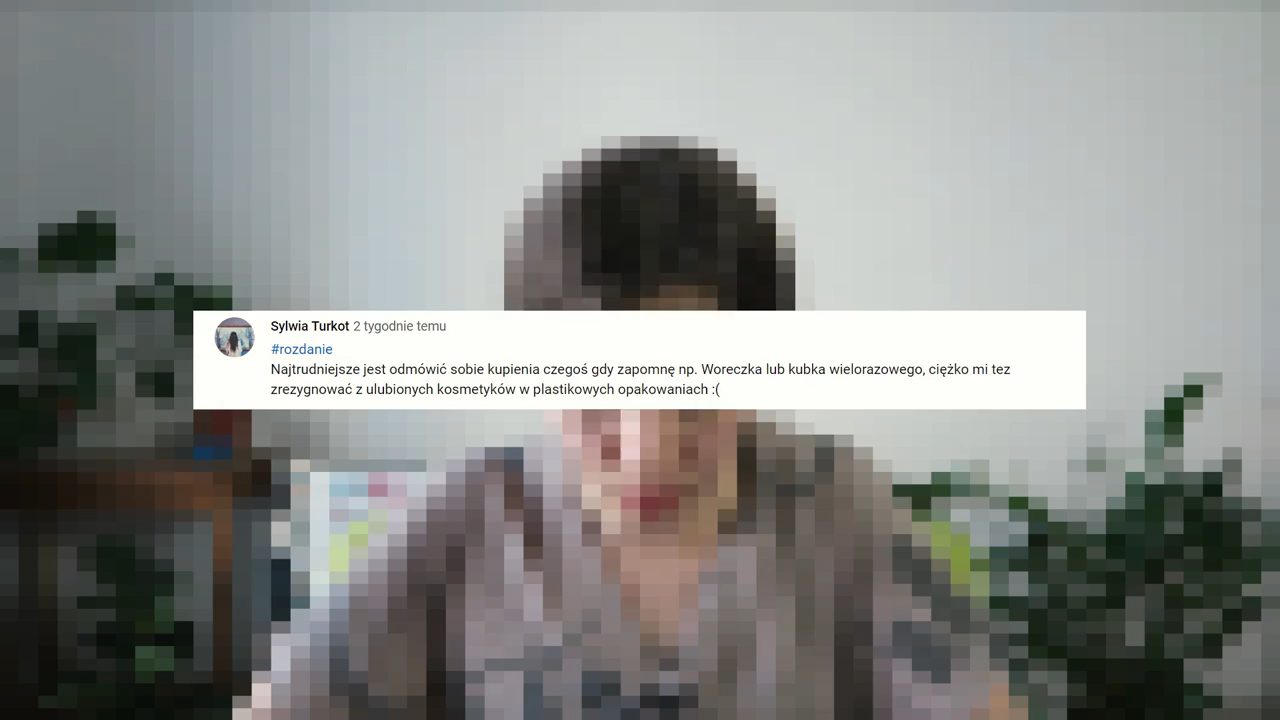 Sylwia Turkot 2 tygodnie temu
#rozdanie
Najtrudniejsze jest odmówić sobie kupienia czegoś gdy zapomnę np. Woreczka lub kubka wielorazowego, ciężko mi tez
zrezygnować z ulubionych kosmetyków w plastikowych opakowaniach :(